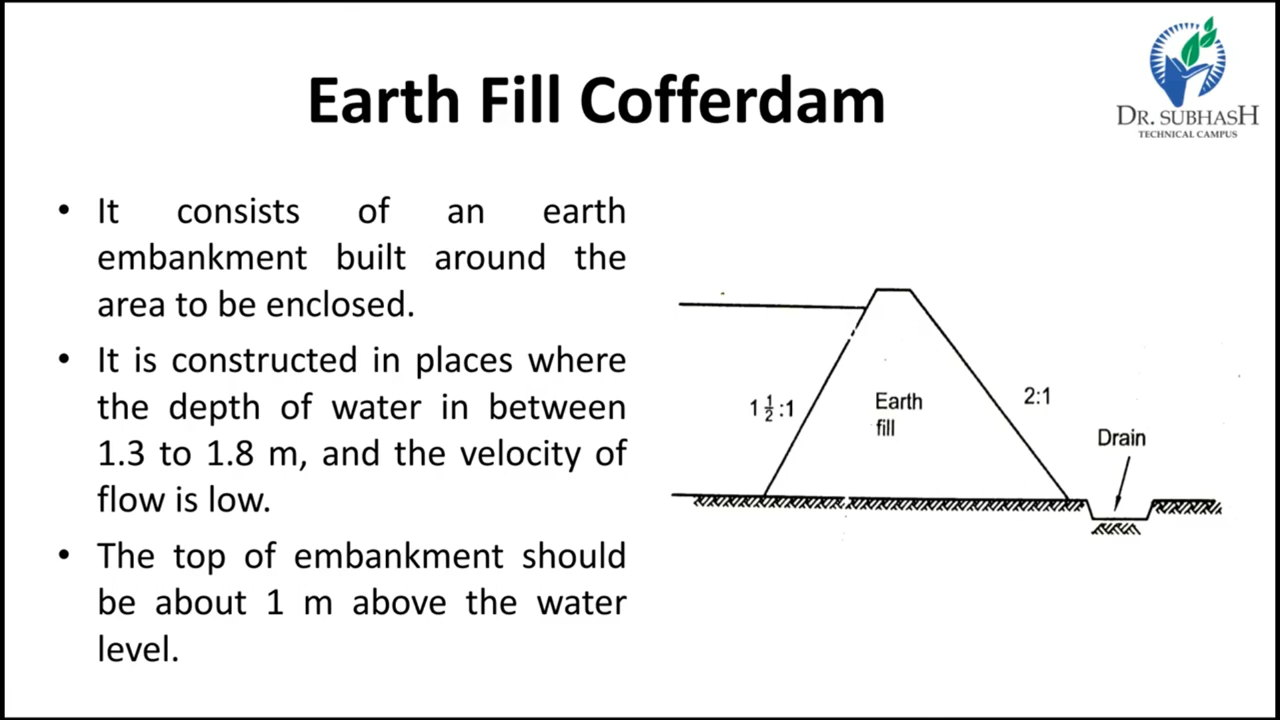 DR. SUBHASH
TECHNICAL CAMPUS
Earth Fill Cofferdam
• It consists of an earth
embankment built around the
area to be enclosed.
• It is constructed in places where
the depth of water in between
1.3 to 1.8 m, and the velocity of
flow is low.
• The top of embankment should
be about 1 m above the water
level.
1 1/2 :1
Earth
fill
2:1
Drain